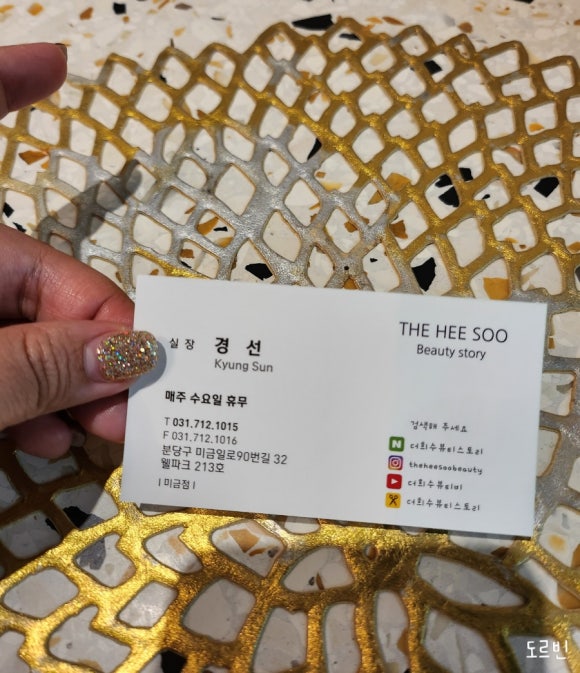 실장 경 선
Kyung Sun
매주 수요일 휴무
T 031.712.1015
F 031.712.1016
분당구 미금일로90번길 32
웰파크 213호
| 미금점 |
THE HEE SOO
Beauty story
검색해 주세요
N 더희수뷰티스토리
theheesoobeauty
더희수뷰티미
더희수뷰티스토리
도르빈